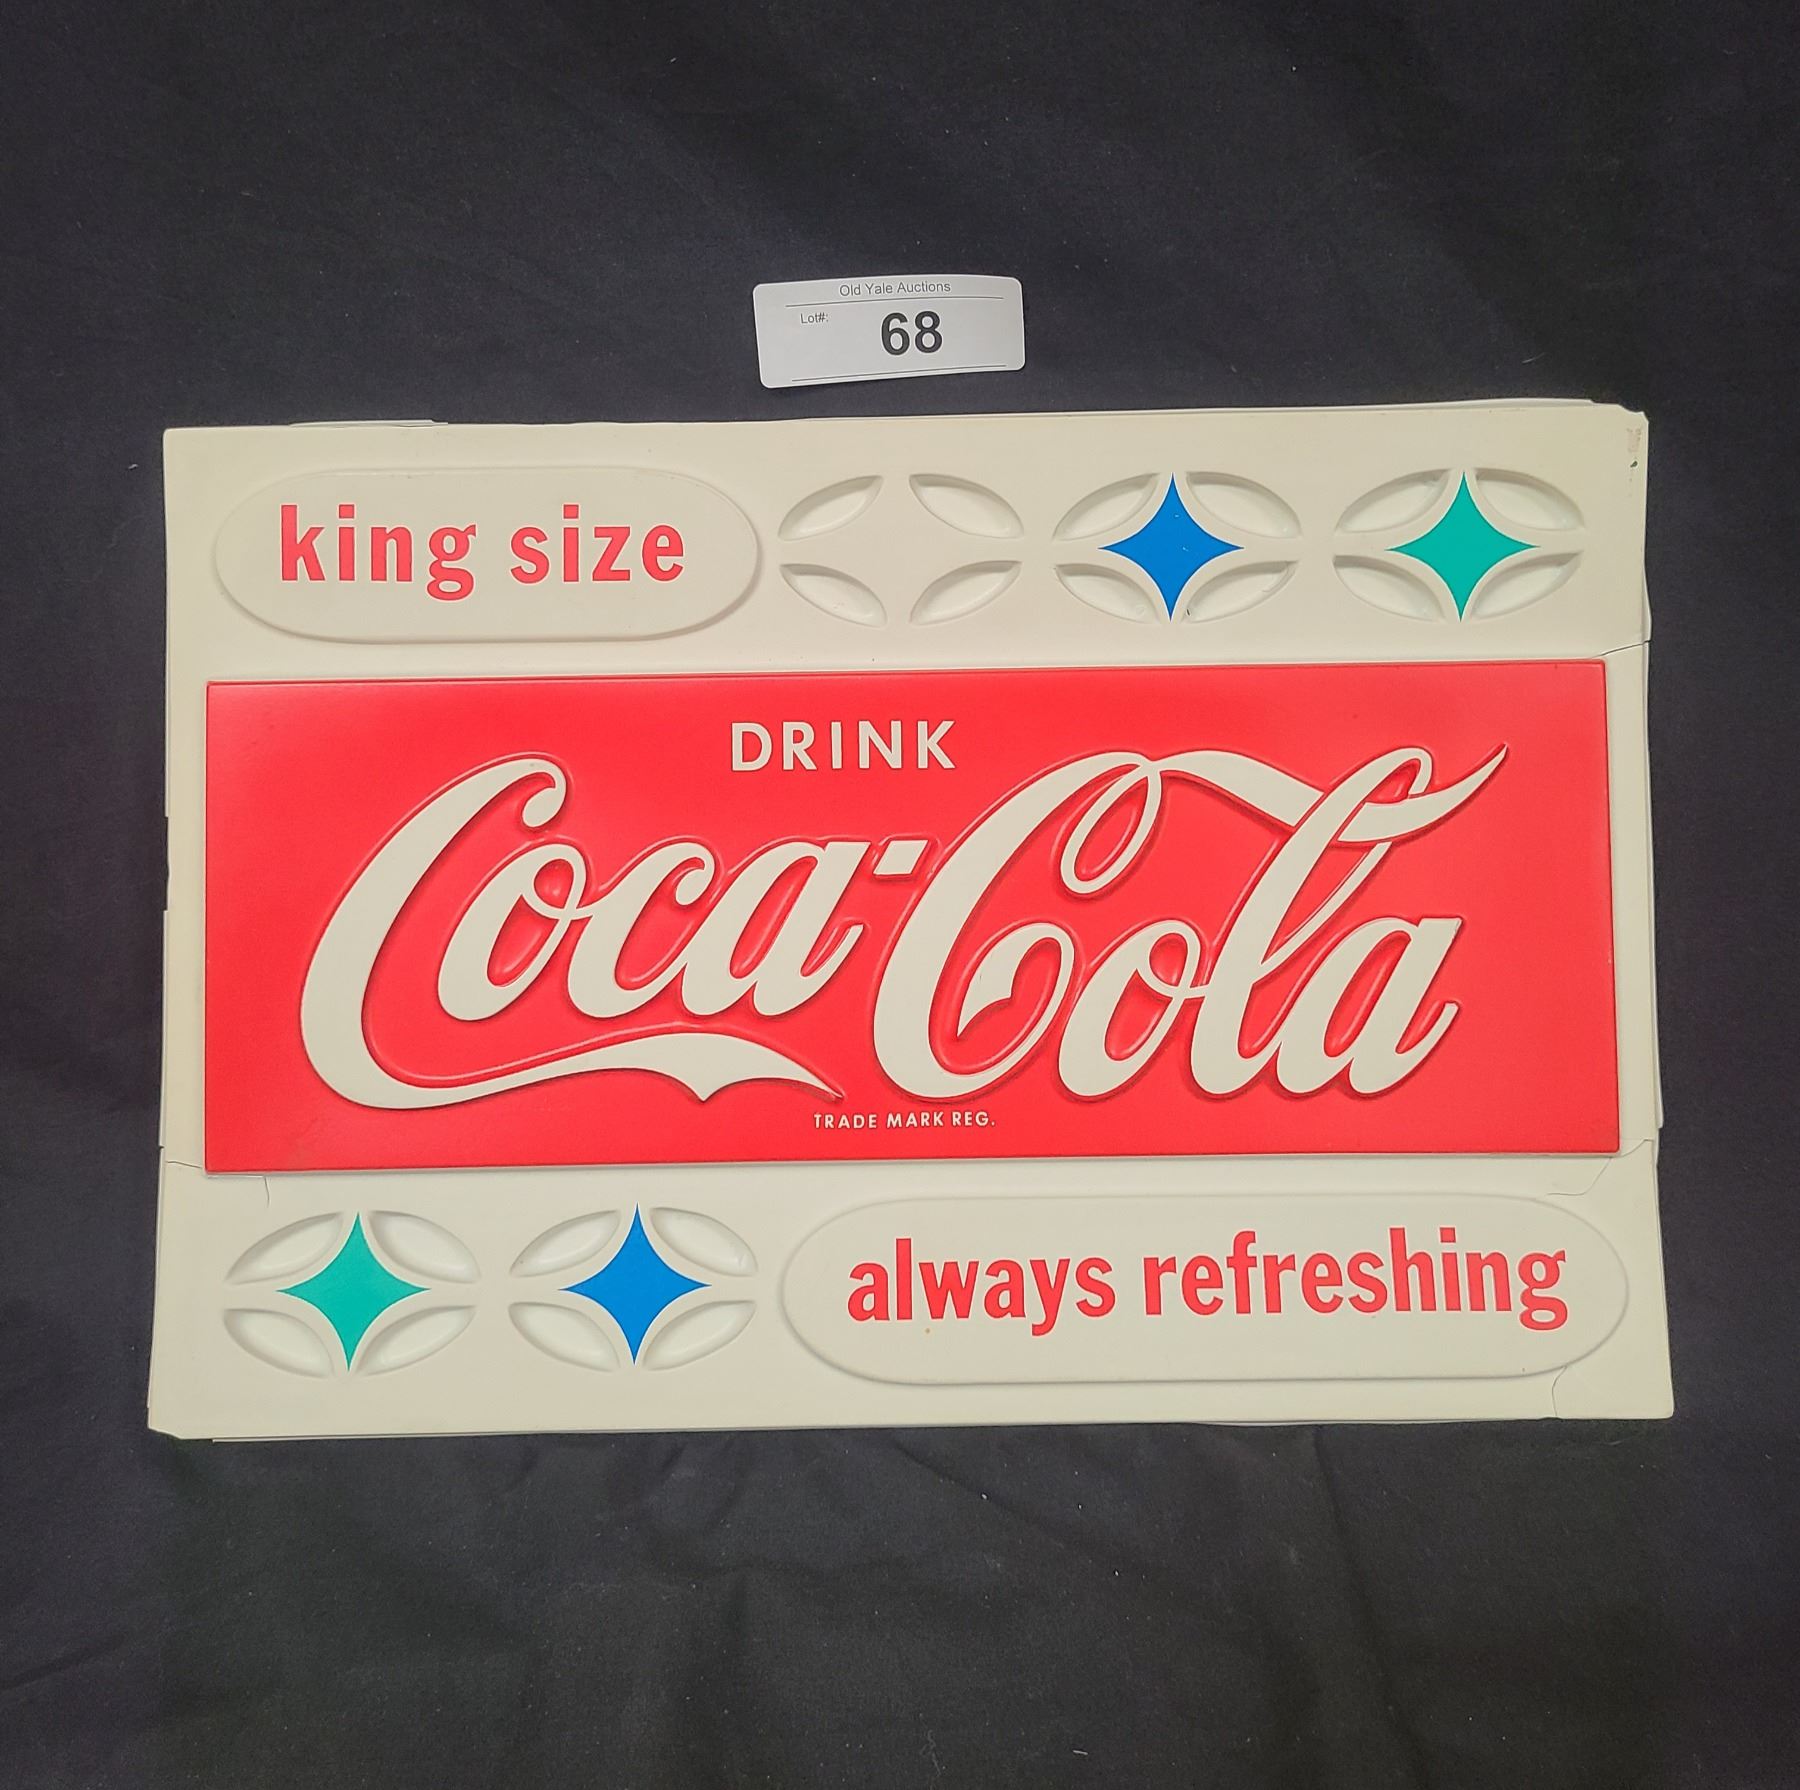 Old Yale Auctions
Lot#: 68
king size
DRINK
Coca-Cola
TRADE MARK REG.
always refreshing